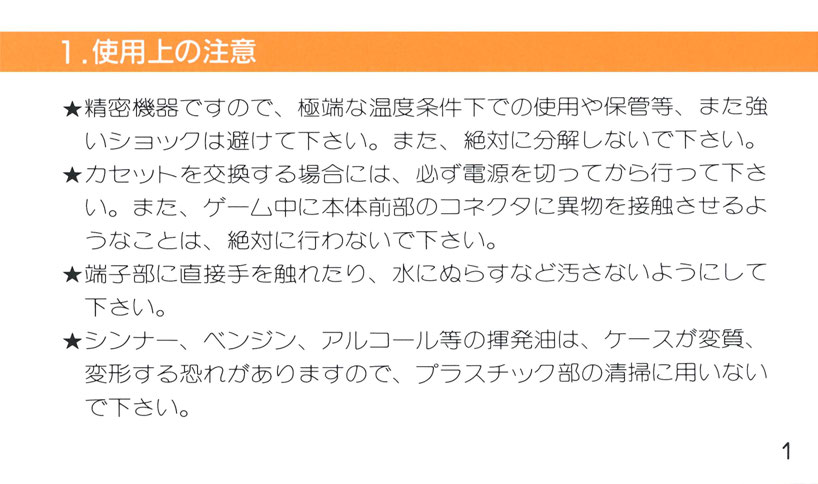 1.使用上の注意
★精密機器ですので、極端な温度条件下での使用や保管等、また強
いショックは避けて下さい。また、絶対に分解しないで下さい。
★カセットを交換する場合には、必ず電源を切ってから行って下さ
い。また、ゲーム中に本体前部のコネクタに異物を接触させるよ
うなことは、絶対に行わないで下さい。
★端子部に直接手を触れたり、水にぬらすなど汚さないようにして
下さい。
★シンナー、ベンジン、アルコール等の揮発油は、ケースが変質、
変形する恐れがありますので、プラスチック部の清掃に用いない
で下さい。
1